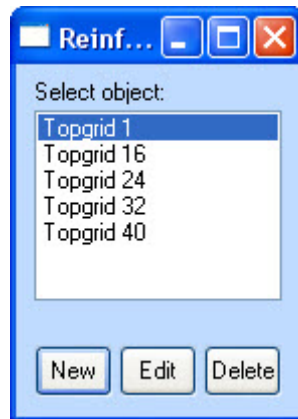 Reinf...
Select object:
Topgrid 1
Topgrid 16
Topgrid 24
Topgrid 32
Topgrid 40
New Edit Delete